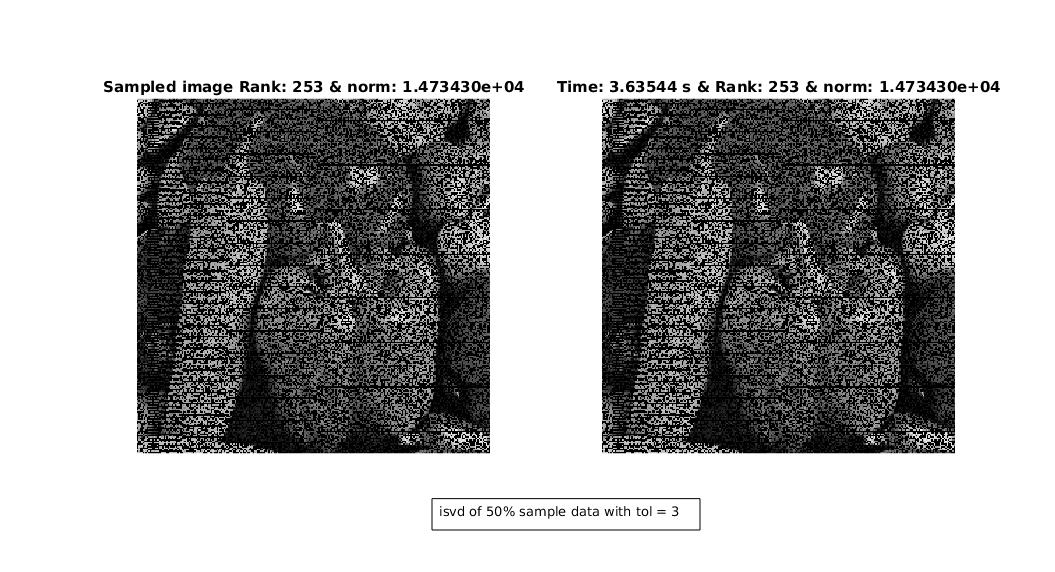 Sampled image Rank: 253 & norm: 1.473430e+04
Time: 3.63544 s & Rank: 253 & norm: 1.473430e+04
isvd of 50% sample data with tol = 3